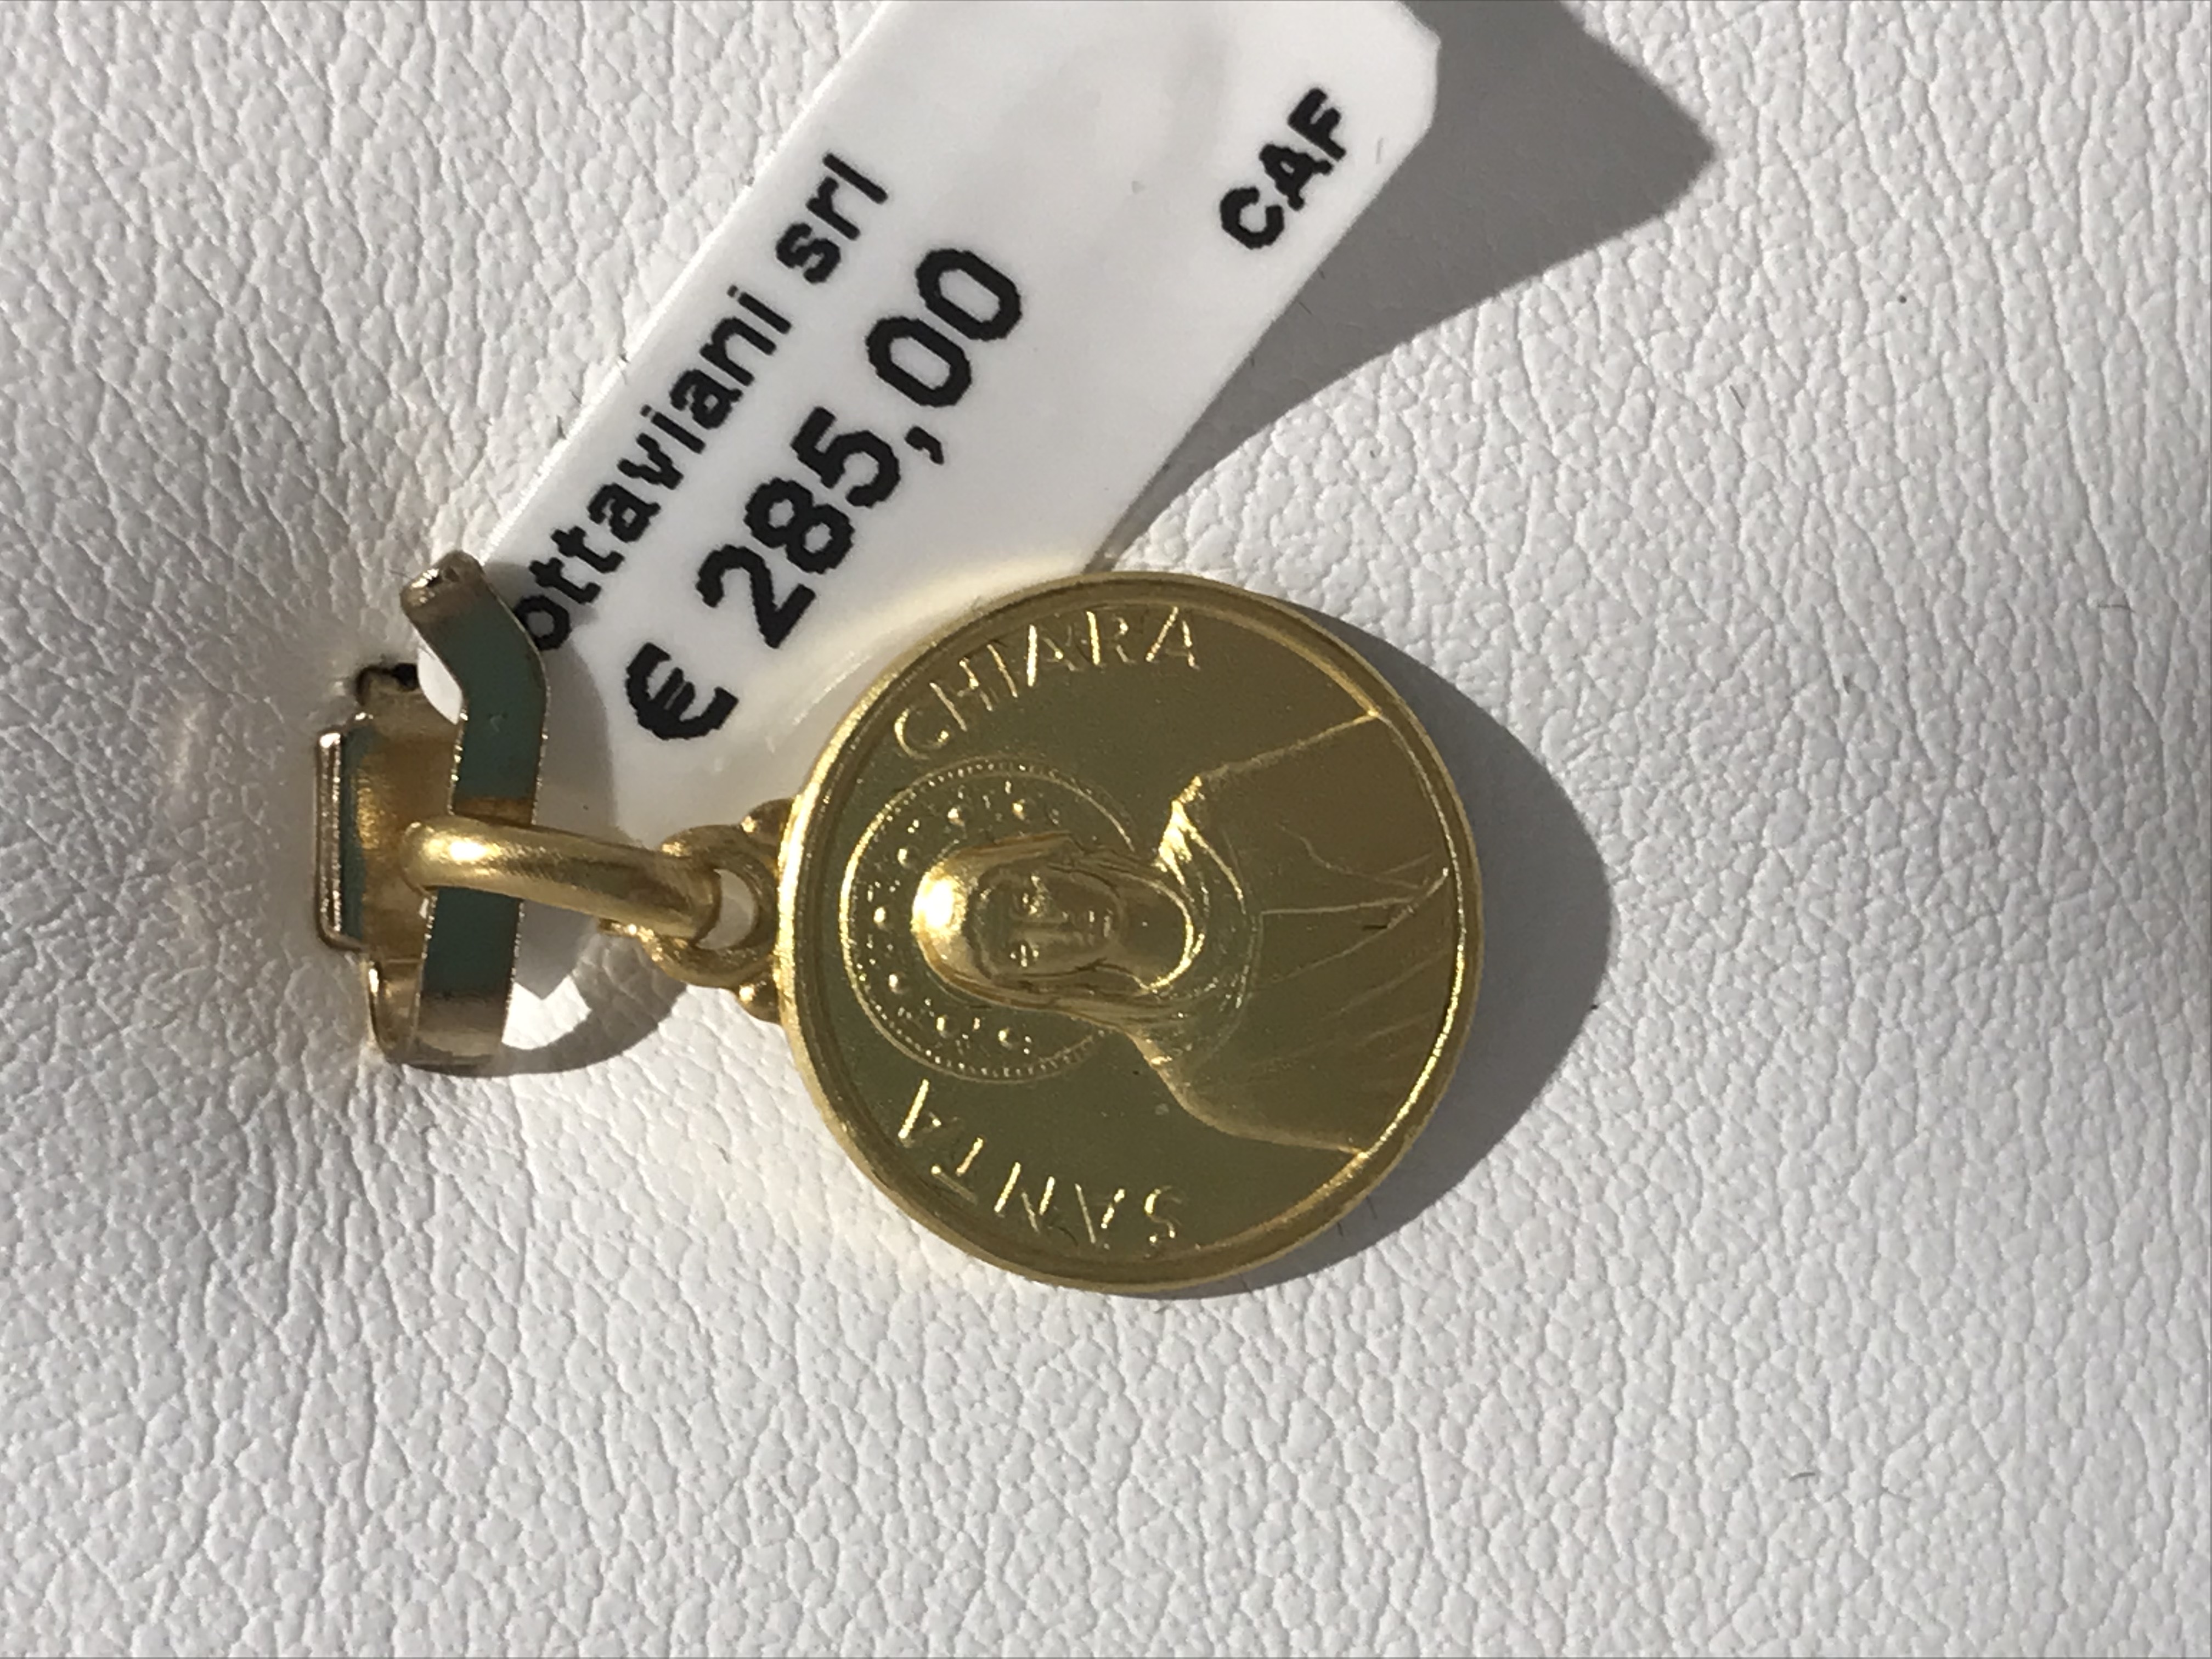 ottaviani srl
€ 285,00
CAF
SANTA CHIARA